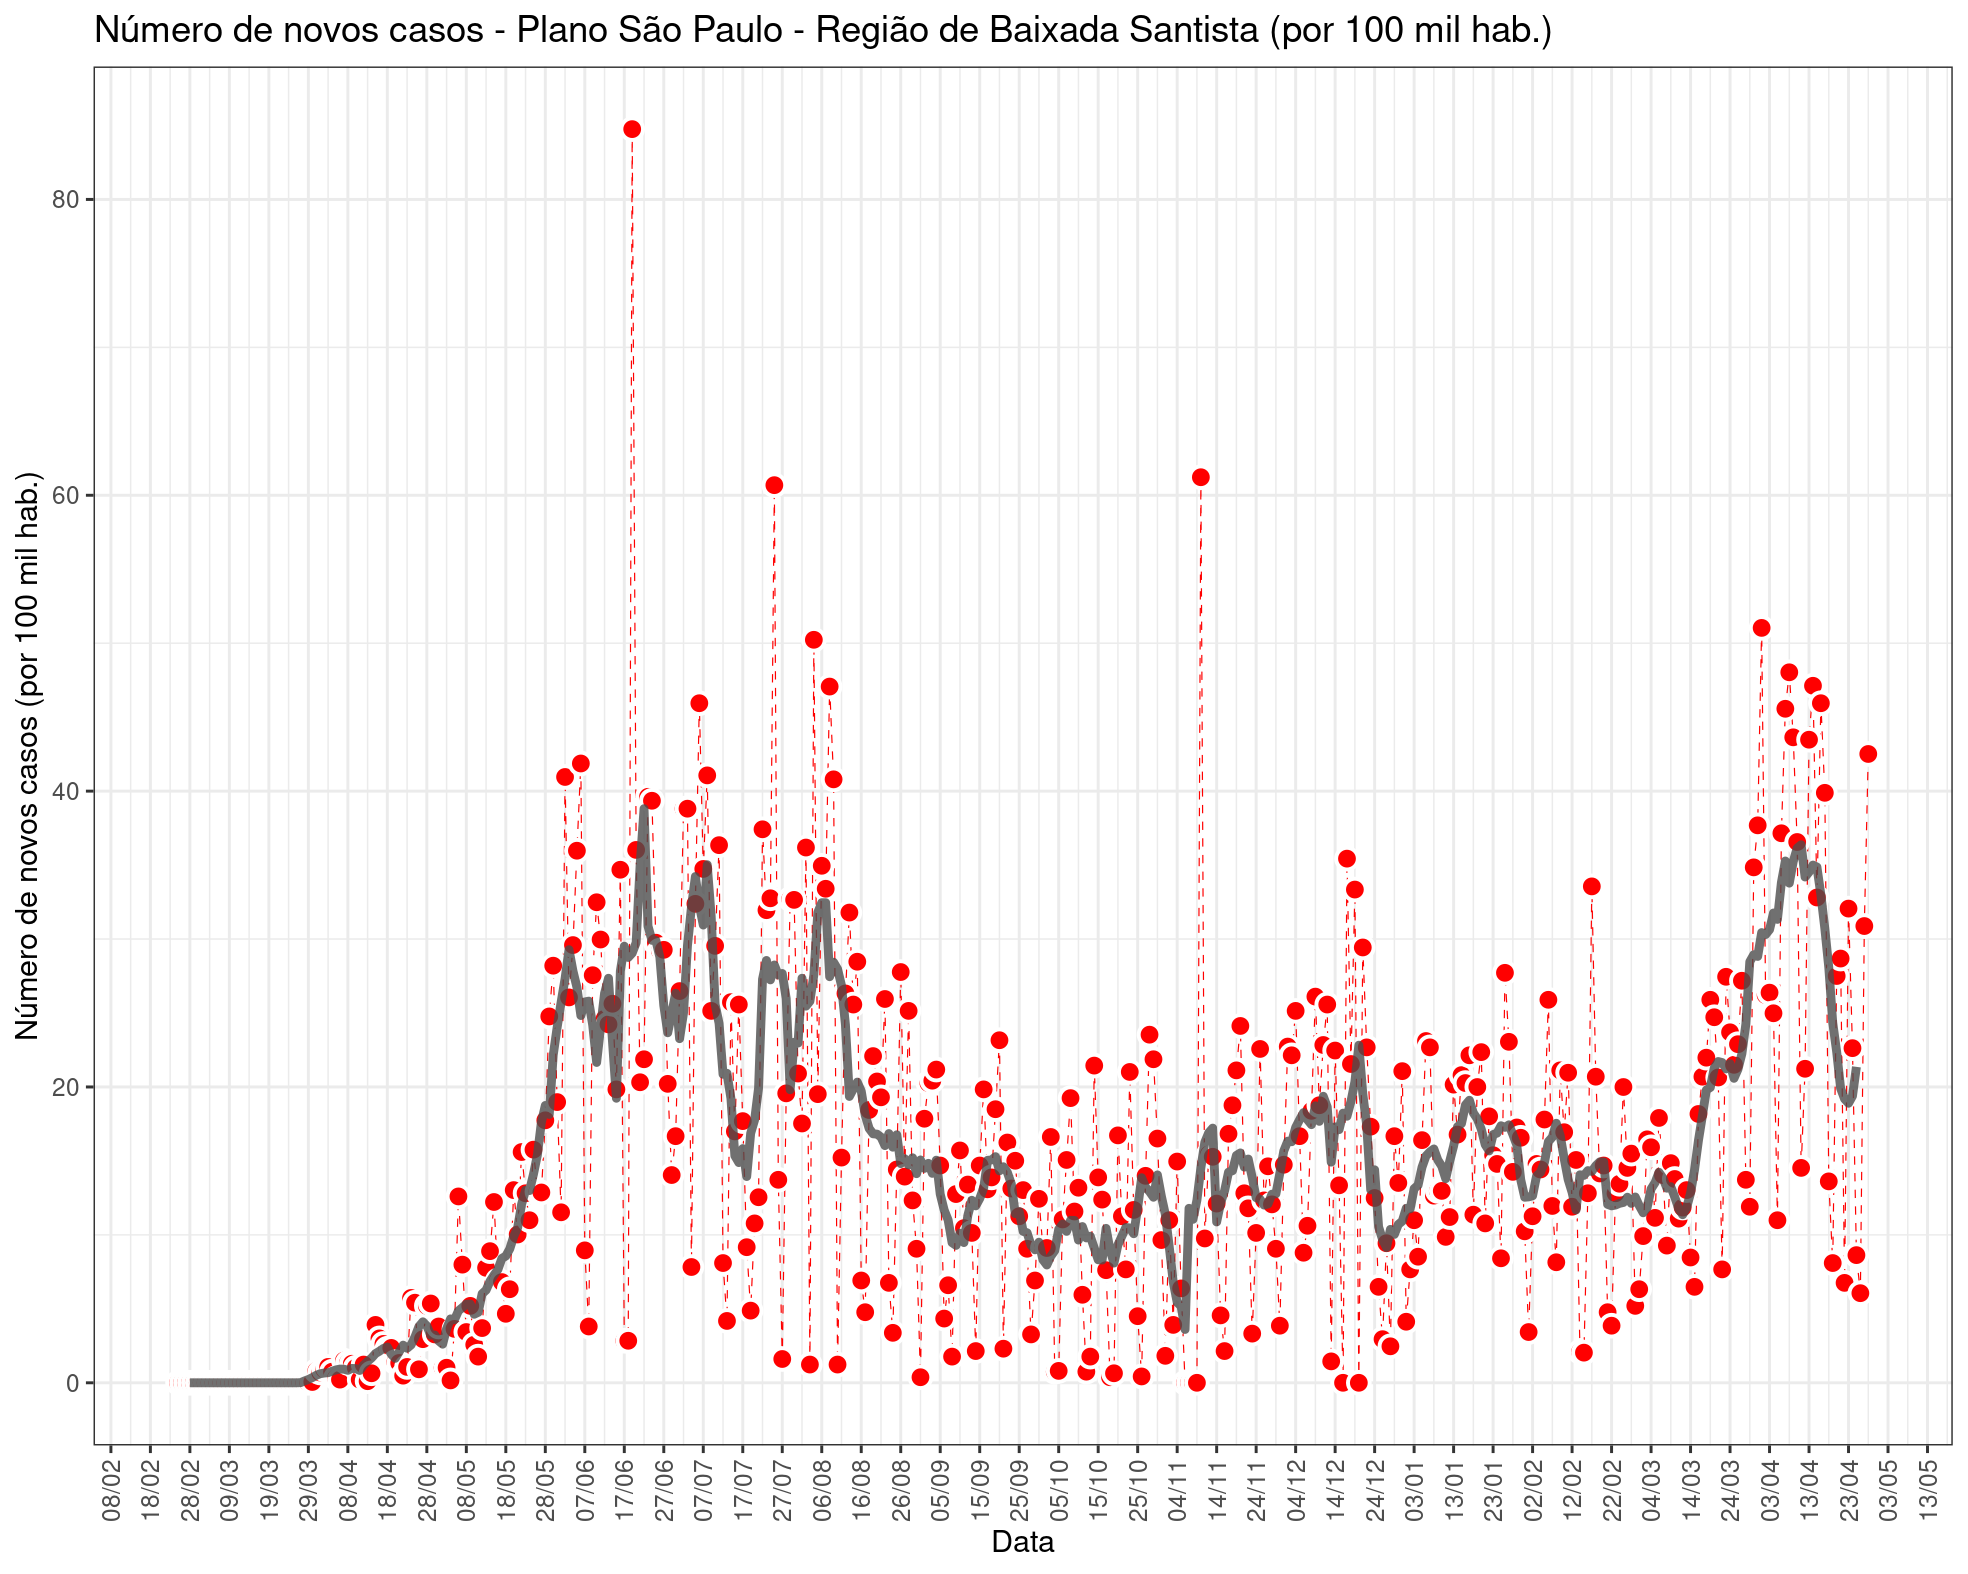 Número de novos casos - Plano São Paulo - Região de Baixada Santista (por 100 mil hab.)
Número de novos casos (por 100 mil hab.)
80
60
40
20
0
08/02 18/02 28/02 09/03 19/03 29/03 08/04 18/04 28/04 08/05 18/05 28/05 07/06 17/06 27/06 07/07 17/07 27/07 06/08 16/08 26/08 05/09 15/09 25/09 05/10 15/10 25/10 04/11 14/11 24/11 04/12 14/12 24/12 03/01 13/01 23/01 02/02 12/02 22/02 04/03 14/03 24/03 03/04 13/04 23/04 03/05 13/05
Data